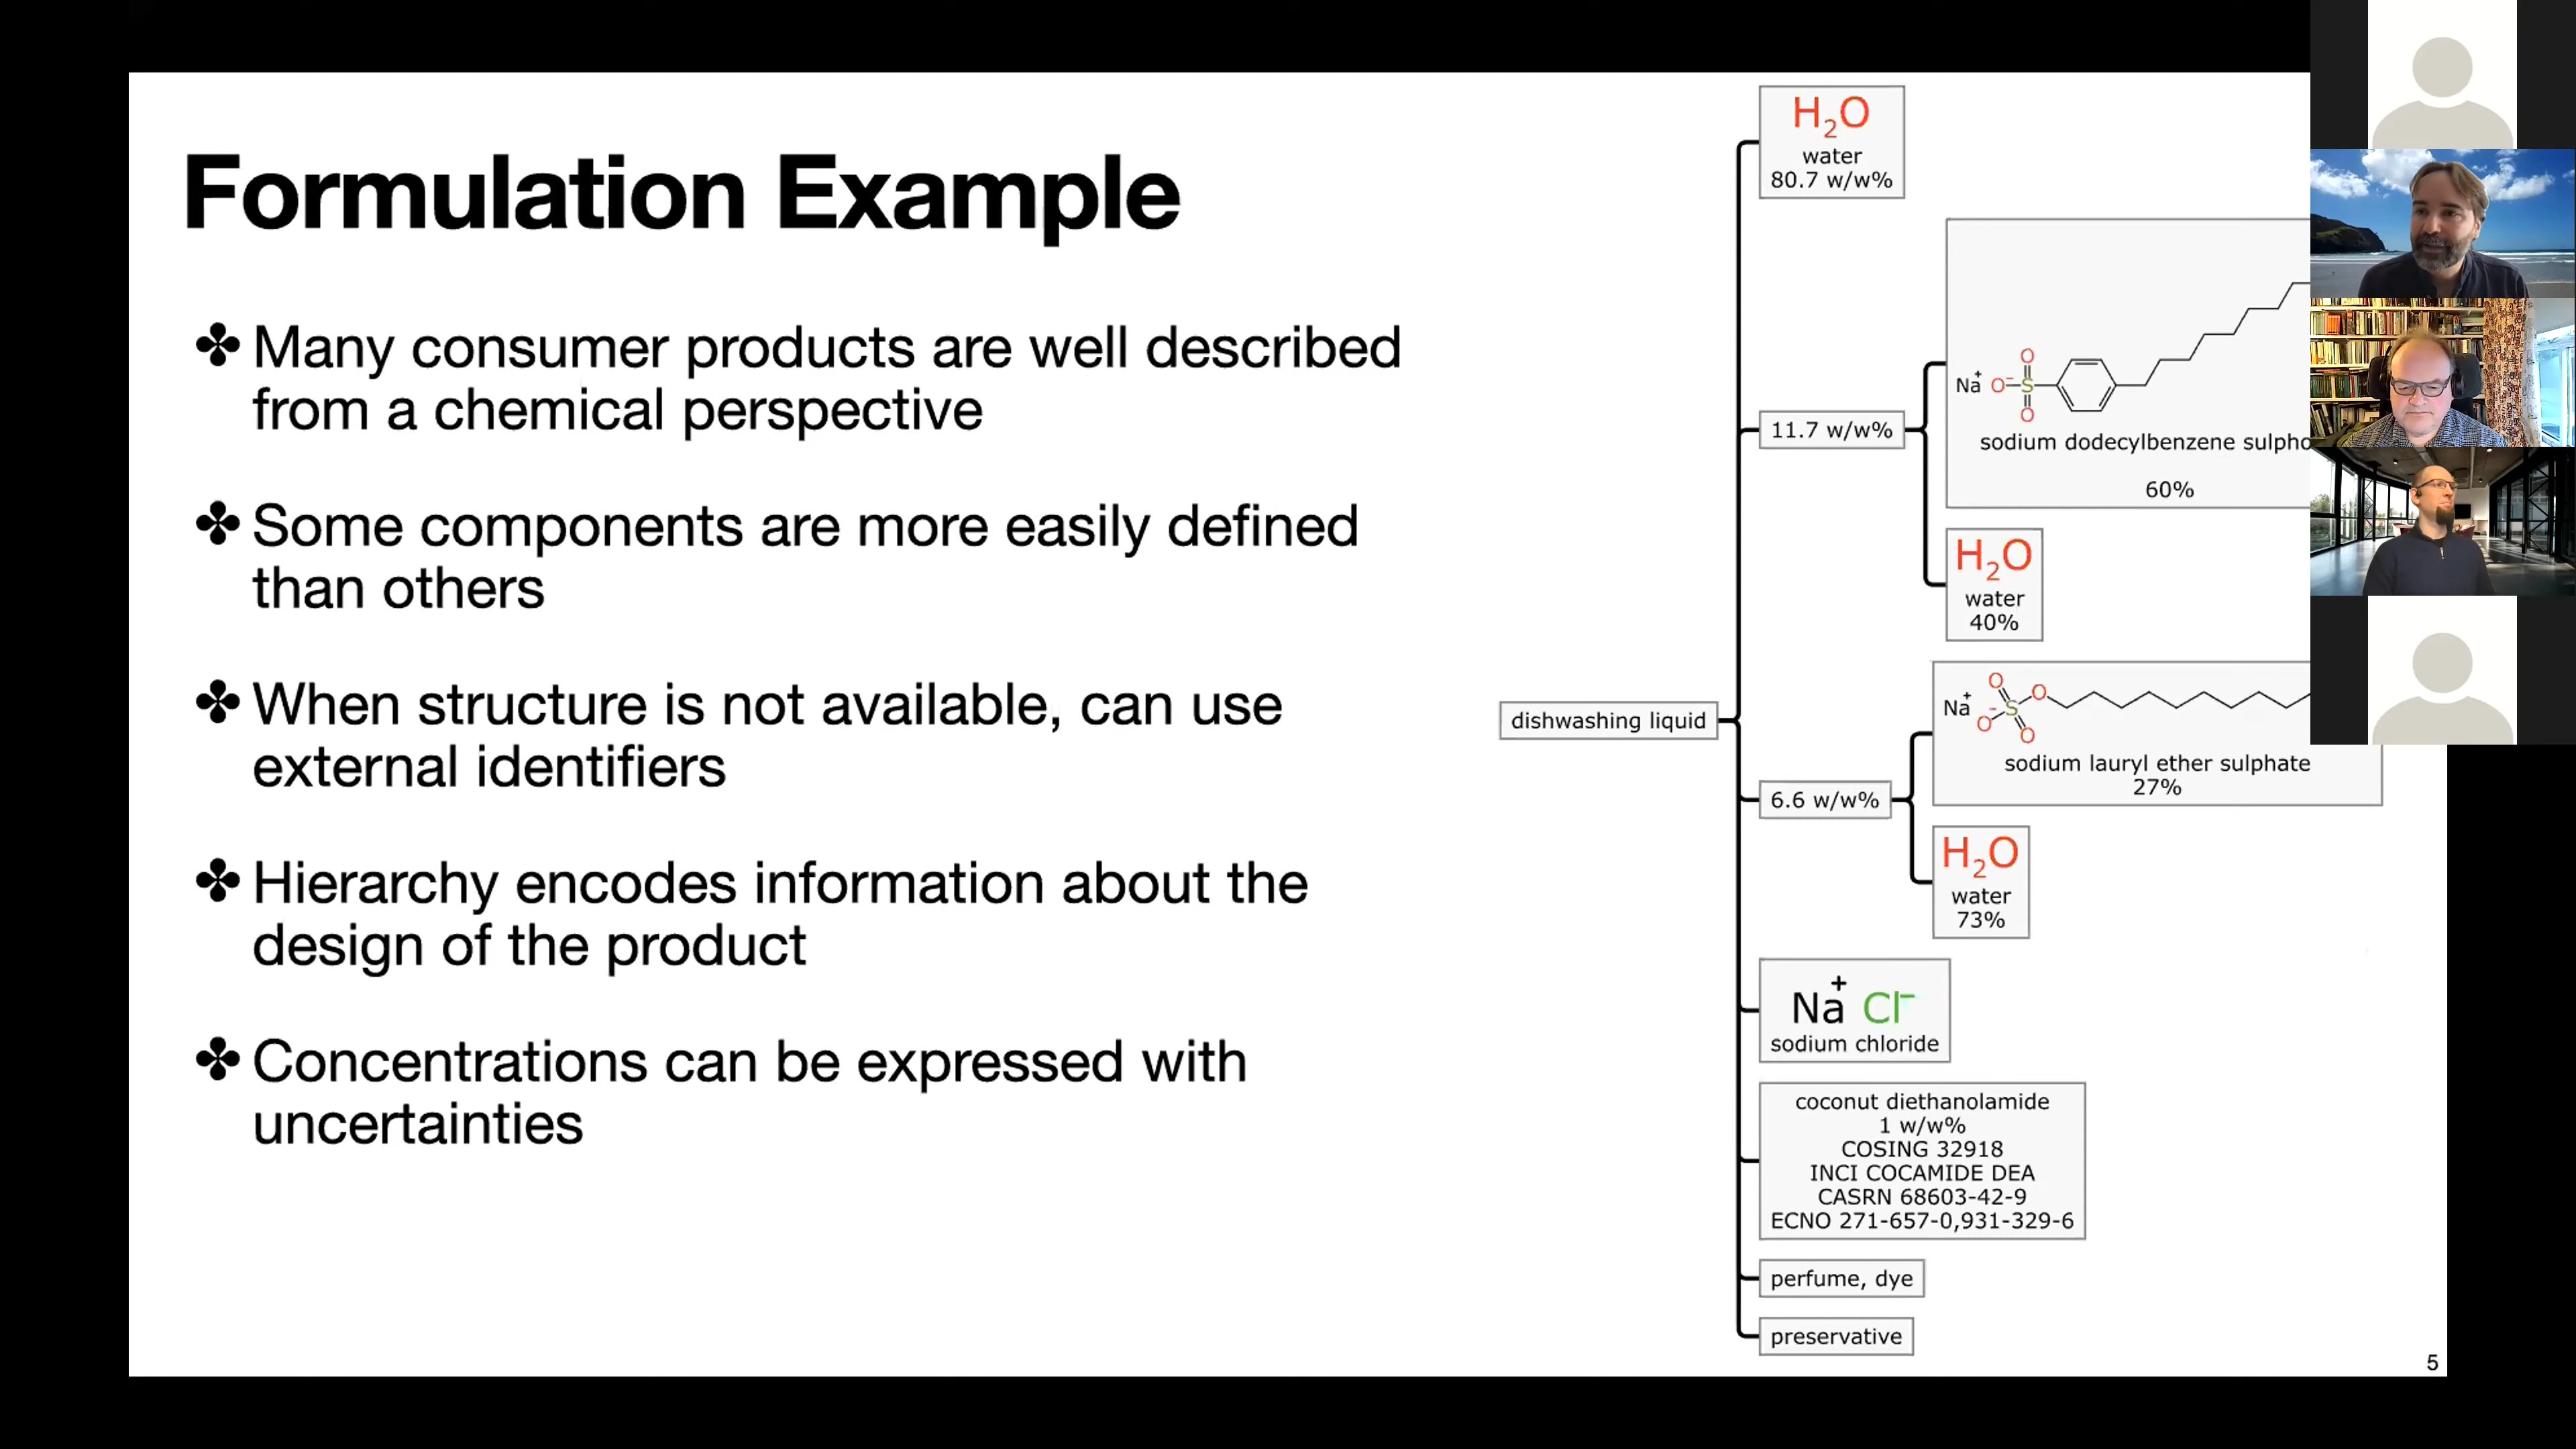 Formulation Example
✤ Many consumer products are well described
from a chemical perspective
✤ Some components are more easily defined
than others
✤ When structure is not available, can use
external identifiers
✤ Hierarchy encodes information about the
design of the product
✤ Concentrations can be expressed with
uncertainties
dishwashing liquid
H₂O
water
80.7 w/w%
11.7 w/w%
Na⁺ O⁻ S O O
sodium dodecylbenzene
60%
H₂O
water
40%
6.6 w/w%
Na⁺ O⁻ S O O O
sodium lauryl ether sulphate
27%
H₂O
water
73%
Na⁺ Cl⁻
sodium chloride
coconut diethanolamide
1 w/w%
COSING 32918
INCI COCAMIDE DEA
CASRN 68603-42-9
ECNO 271-657-0,931-329-6
perfume, dye
preservative
5